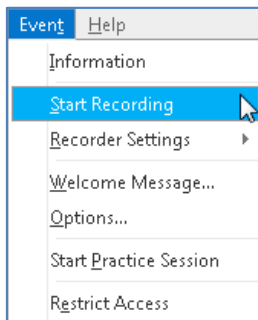 Event Help
Information
Start Recording
Recorder Settings
Welcome Message...
Options...
Start Practice Session
Restrict Access